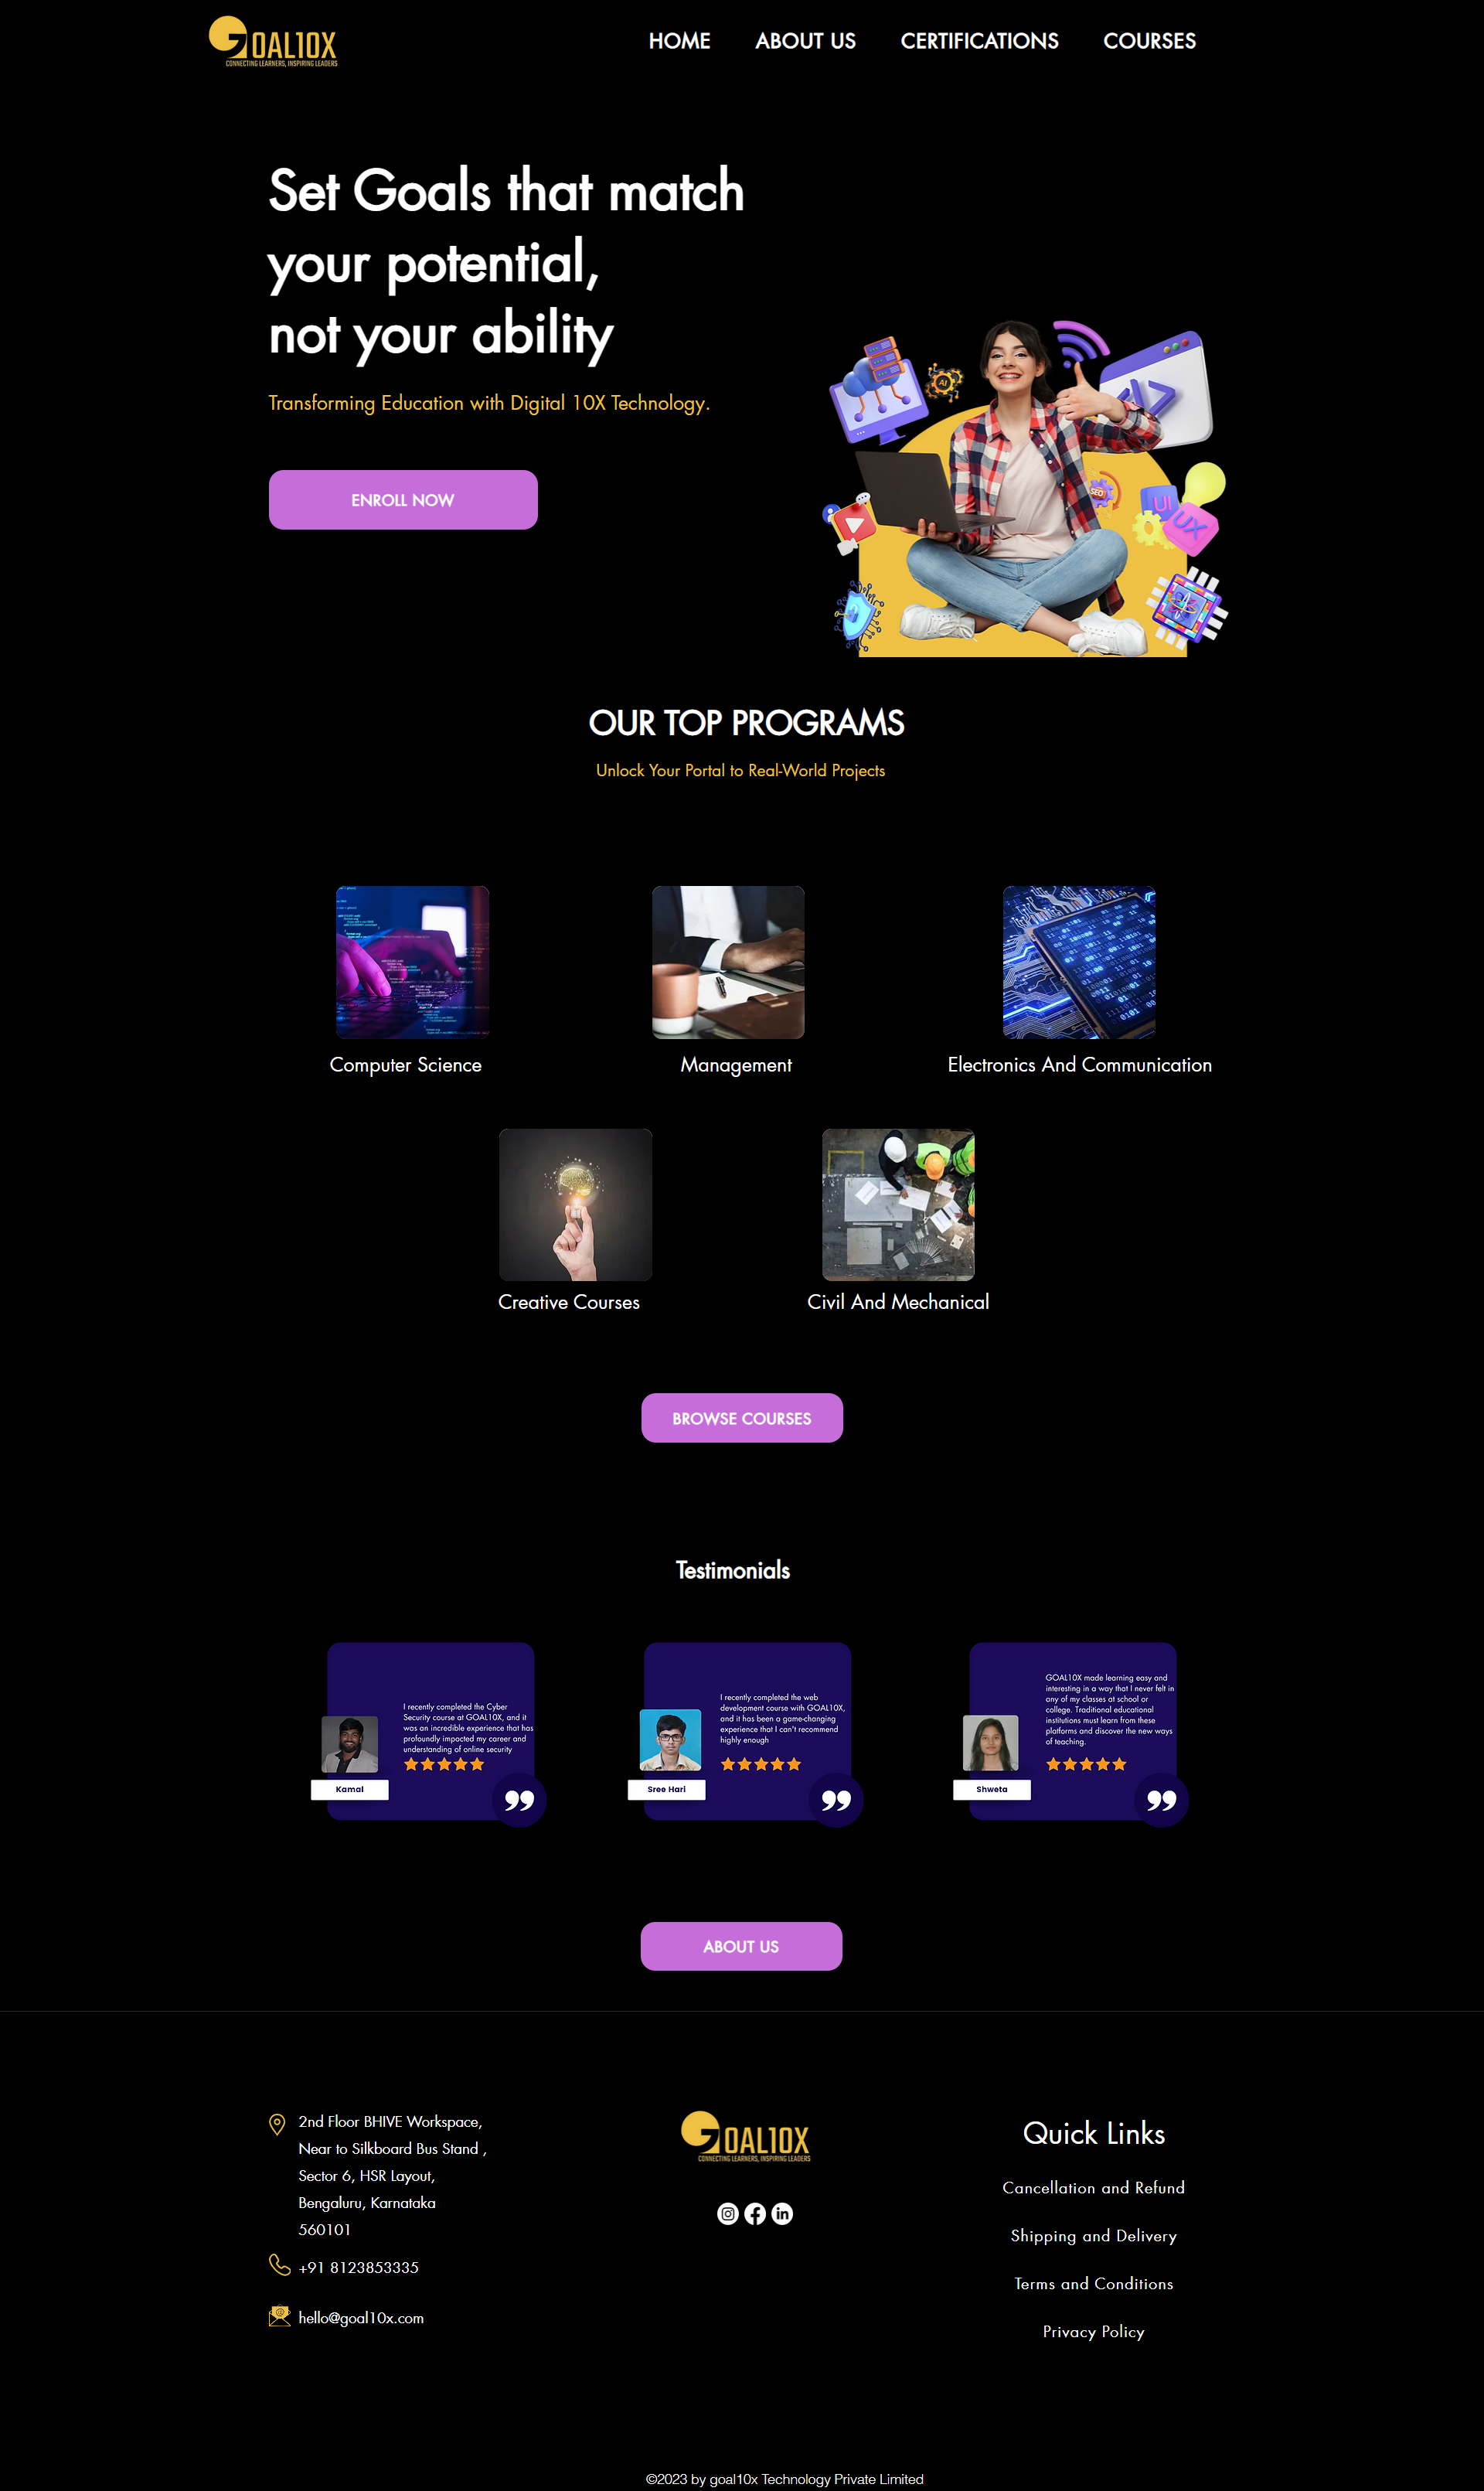 GOAL10X
CONNECTING LEARNERS, INSPIRING LEADERS
HOME
ABOUT US
CERTIFICATIONS
COURSES
Set Goals that match
your potential,
not your ability
Transforming Education with Digital 10X Technology.
ENROLL NOW
AI
SEO
UI
UX
OUR TOP PROGRAMS
Unlock Your Portal to Real-World Projects
Computer Science
Management
Electronics And Communication
Creative Courses
Civil And Mechanical
BROWSE COURSES
Testimonials
I recently completed the Cyber
Security course at GOAL10X, and it
was an incredible experience that has
profoundly impacted my career and
understanding of online security
Kamal
I recently completed the web
development course with GOAL10X,
and it has been a game-changing
experience that I can't recommend
highly enough
Sree Hari
GOAL10X made learning easy and
interesting in a way that I never felt in
any of my classes at school or
college. Traditional educational
institutions must learn from these
platforms and discover the new ways
of teaching.
Shweta
ABOUT US
2nd Floor BHIVE Workspace,
Near to Silkboard Bus Stand ,
Sector 6, HSR Layout,
Bengaluru, Karnataka
560101
+91 8123853335
hello@goal10x.com
GOAL10X
CONNECTING LEARNERS, INSPIRING LEADERS
Quick Links
Cancellation and Refund
Shipping and Delivery
Terms and Conditions
Privacy Policy
©2023 by goal10x Technology Private Limited